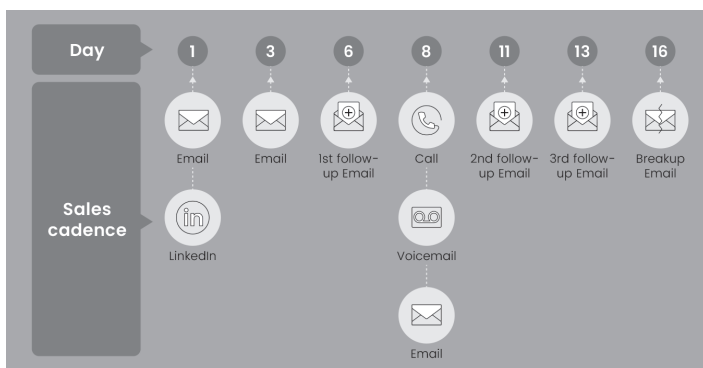 Day
1
3
6
8
11
13
16
Email
Email
1st follow-
up Email
Call
2nd follow-
up Email
3rd follow-
up Email
Breakup
Email
Sales
cadence
in
LinkedIn
Voicemail
Email